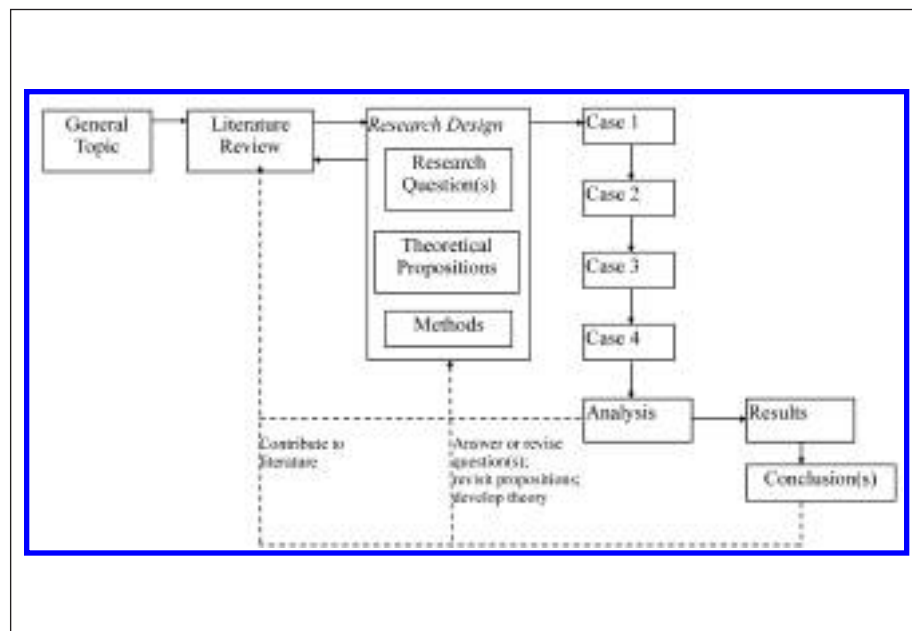 General
Topic
Literature
Review
Research Design
Research
Question(s)
Theoretical
Propositions
Methods
Case 1
Case 2
Case 3
Case 4
Analysis
Results
Conclusion(s)
Contribute to
literature
Answer or revise
question(s);
revisit propositions;
develop theory